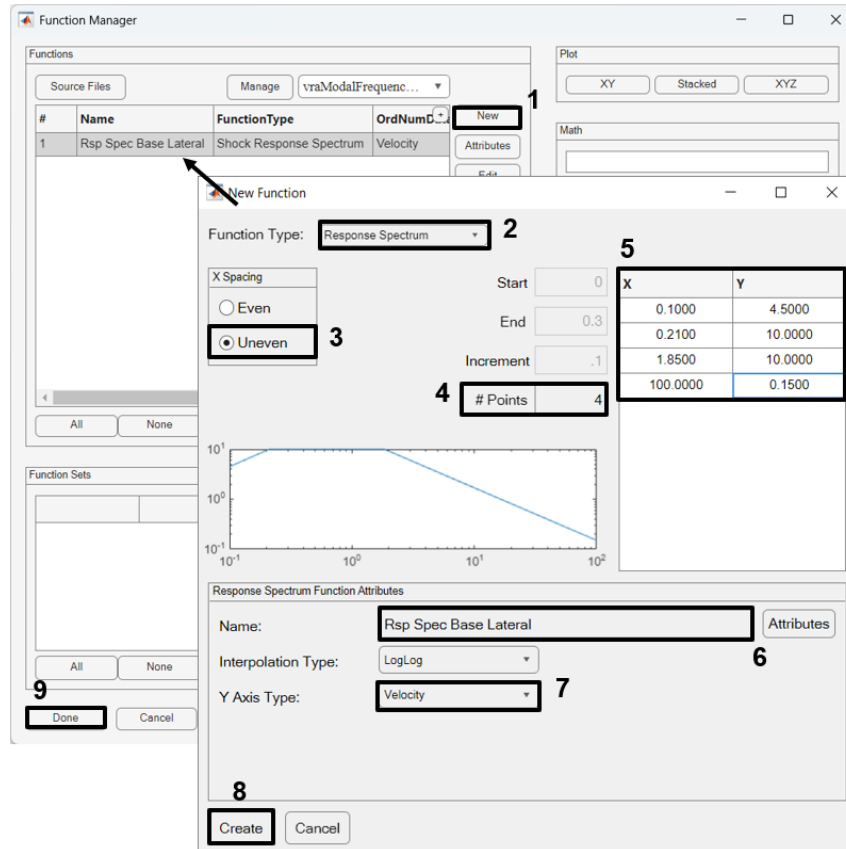 Function Manager
Functions
Plot
Source Files
Manage
vraModalFrequenc...
XY
Stacked
XYZ
1
New
# Name FunctionType OrdNumD
+
Math
1 Rsp Spec Base Lateral Shock Response Spectrum Velocity
Attributes
Edit
New Function
Function Type: Response Spectrum
2
5
X Spacing
Start 0
X Y
Even
0.1000 4.5000
End 0.3
0.2100 10.0000
Uneven
3
1.8500 10.0000
Increment .1
100.0000 0.1500
4
# Points 4
All
None
10^1
10^0
10^-1
10^-1 10^0 10^1 10^2
Function Sets
Response Spectrum Function Attributes
Name: Rsp Spec Base Lateral
Attributes
6
Interpolation Type: LogLog
Y Axis Type: Velocity
7
All
None
9
Done
Cancel
8
Create
Cancel